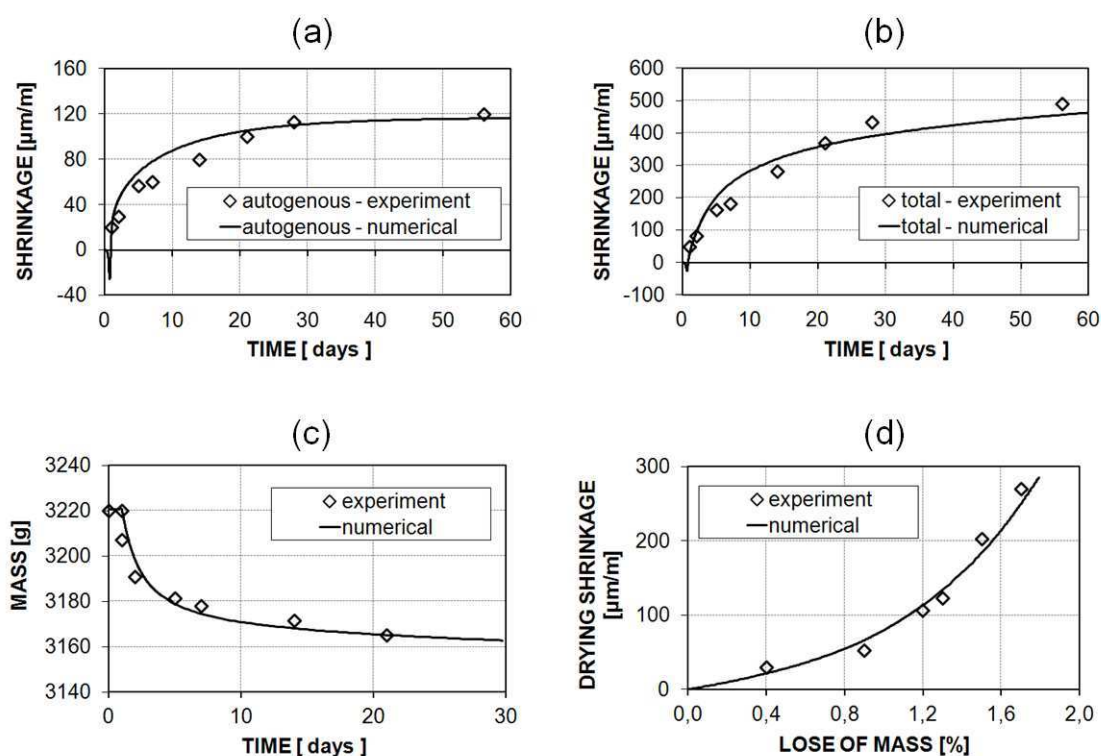 (a)
SHRINKAGE [µm/m]
160
120
80
40
0
-40
autogenous - experiment
autogenous - numerical
0 10 20 30 40 50 60
TIME [ days ]
(b)
SHRINKAGE [µm/m]
600
500
400
300
200
100
0
-100
total - experiment
total - numerical
0 10 20 30 40 50 60
TIME [ days ]
(c)
MASS [g]
3240
3220
3200
3180
3160
3140
experiment
numerical
0 10 20 30
TIME [ days ]
(d)
DRYING SHRINKAGE
[µm/m]
300
200
100
0
experiment
numerical
0,0 0,4 0,8 1,2 1,6 2,0
LOSE OF MASS [%]